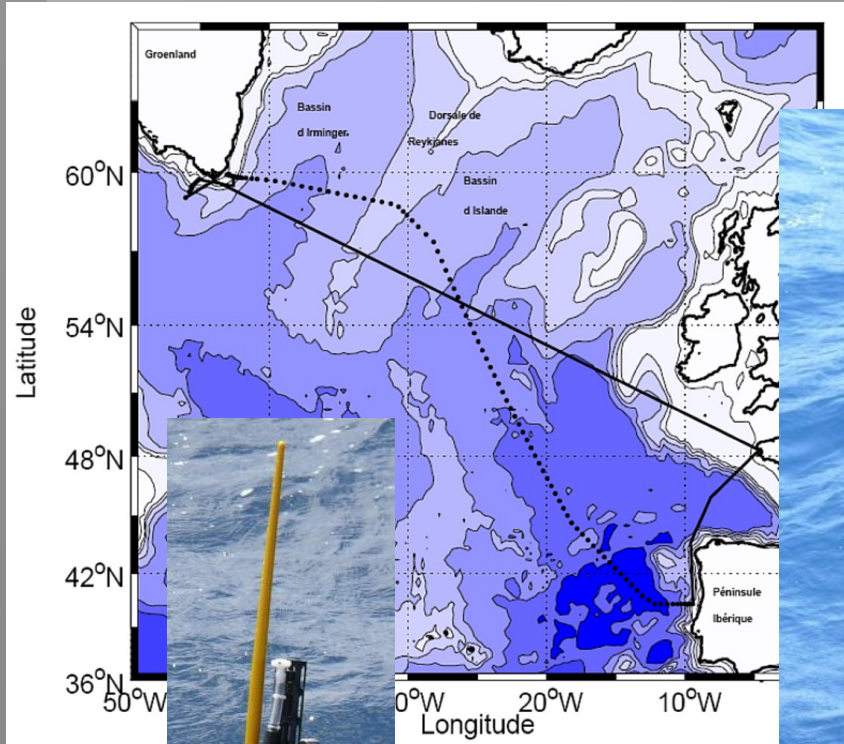 Groenland
Bassin
d Irminger
Dorsale de
Reykjanes
Bassin
d Islande
60°N
54°N
48°N
42°N
36°N
Latitude
Péninsule
Ibérique
50°W
0°W
20°W
10°W
Longitude